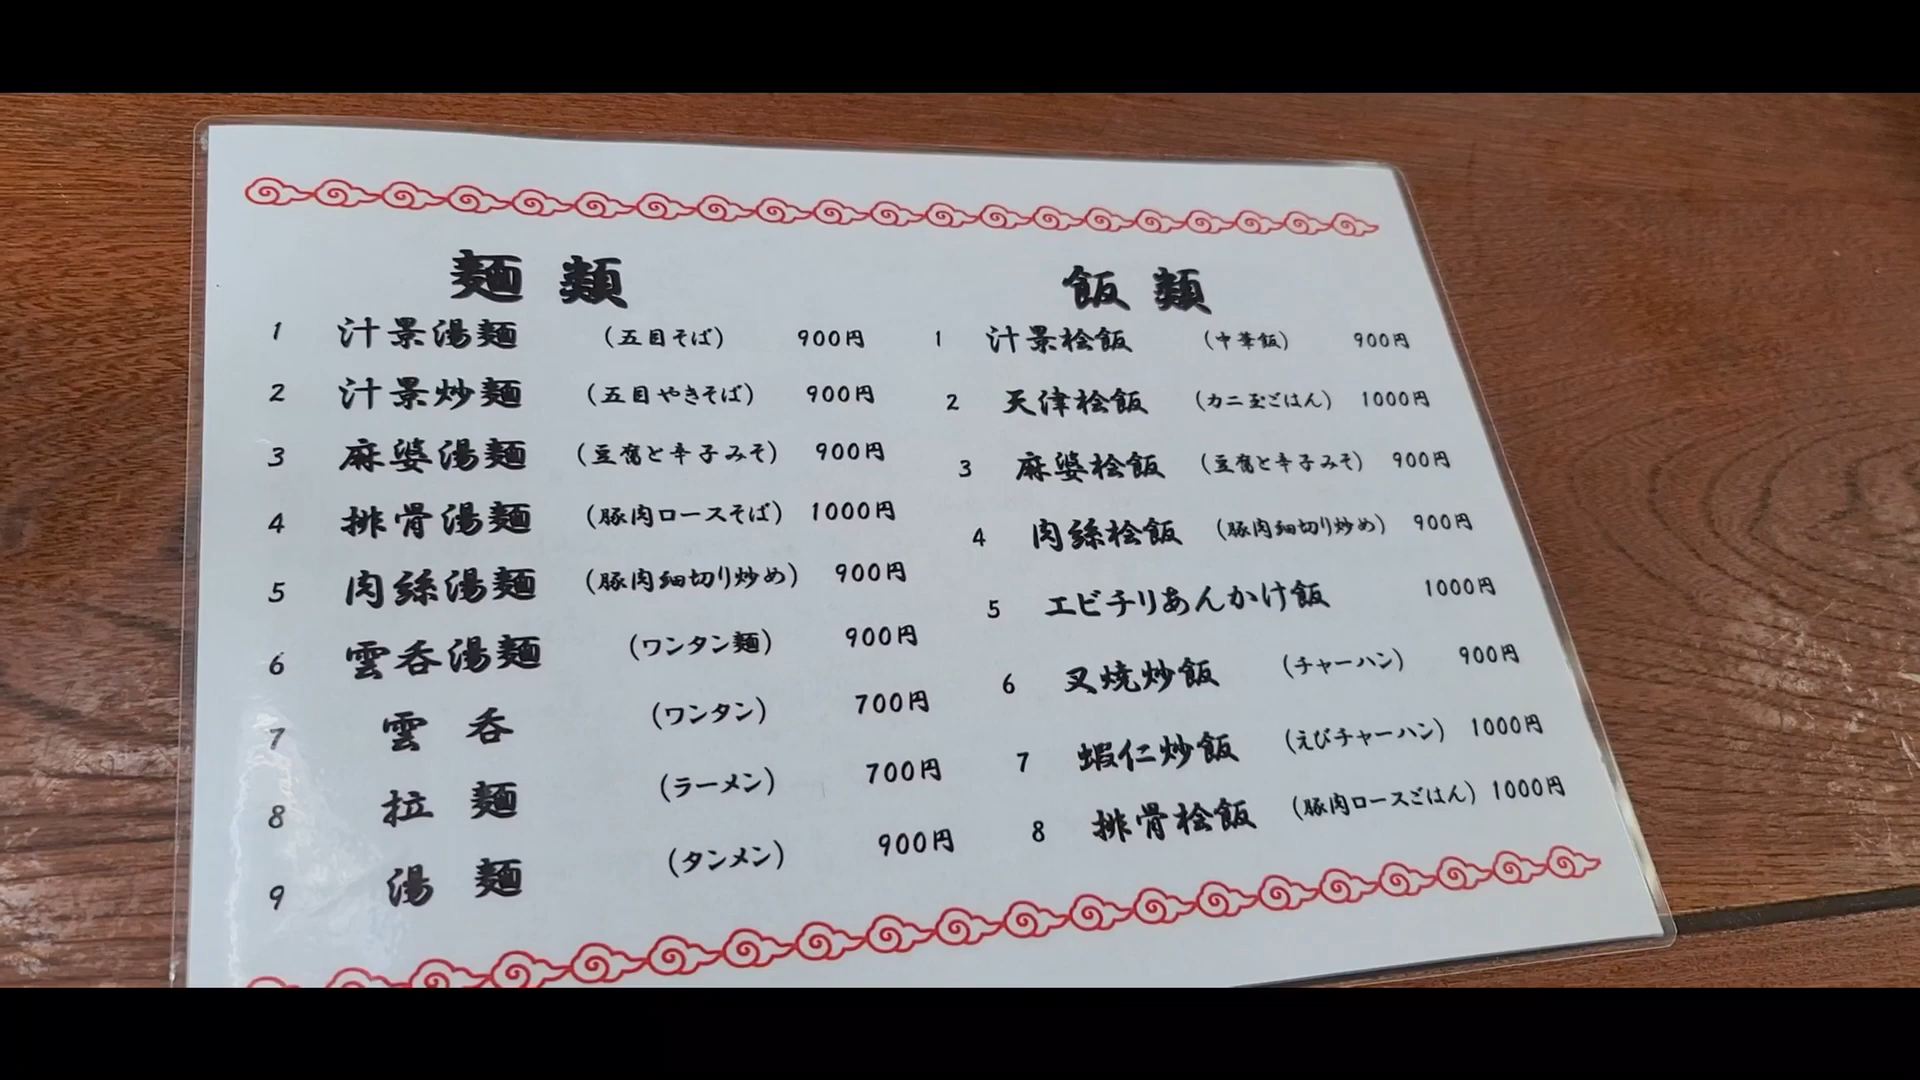 麺類
1 汁景湯麺 (五目そば) 900円
2 汁景炒麺 (五目やきそば) 900円
3 麻婆湯麺 (豆腐と辛子みそ) 900円
4 排骨湯麺 (豚肉ロースそば) 1000円
5 肉絲湯麺 (豚肉細切り炒め) 900円
6 雲呑湯麺 (ワンタン麺) 900円
7 雲呑 (ワンタン) 700円
8 拉麺 (ラーメン) 700円
9 湯麺 (タンメン) 900円
飯類
1 汁景桧飯 (中華飯) 900円
2 天津桧飯 (カニ玉ごはん) 1000円
3 麻婆桧飯 (豆腐と辛子みそ) 900円
4 肉絲桧飯 (豚肉細切り炒め) 900円
5 エビチリあんかけ飯 1000円
6 叉焼炒飯 (チャーハン) 900円
7 蝦仁炒飯 (えびチャーハン) 1000円
8 排骨桧飯 (豚肉ロースごはん) 1000円